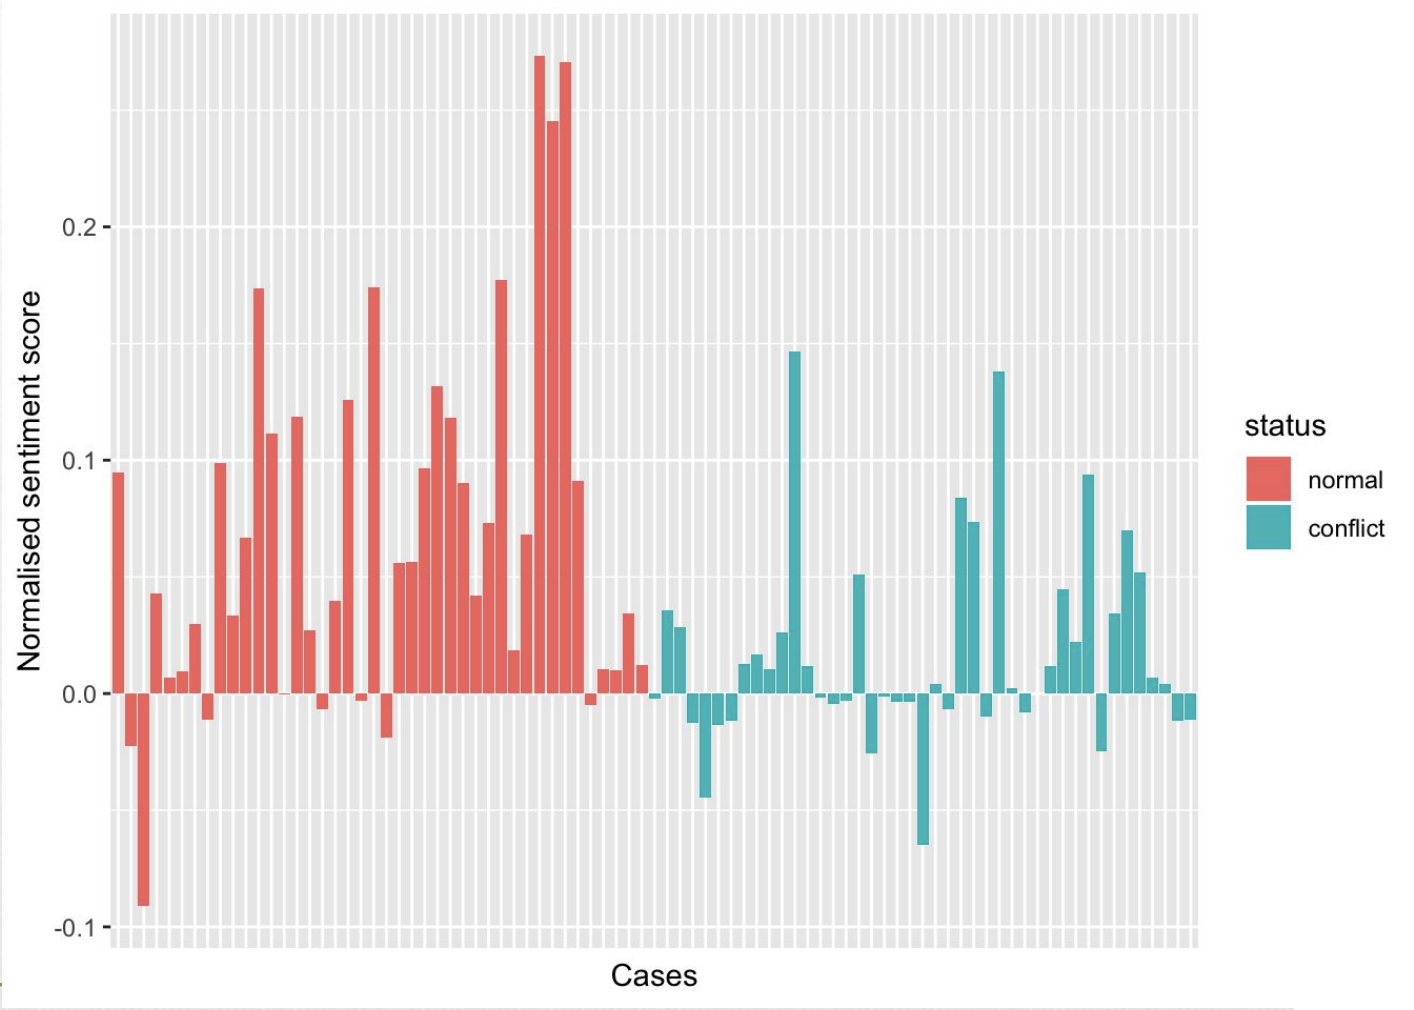 Normalised sentiment score
0.2
0.1
0.0
-0.1
Cases
status
normal
conflict